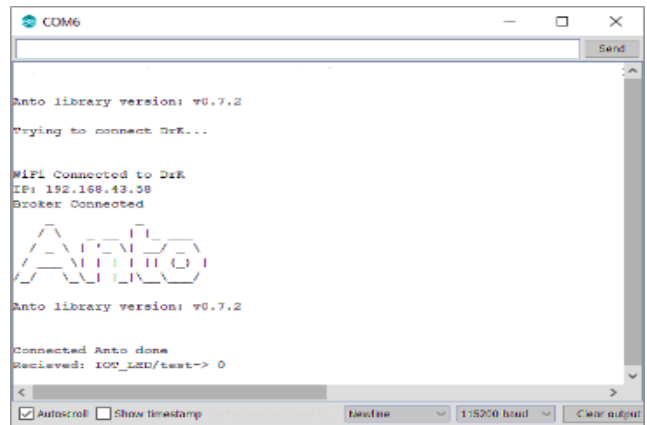 COM6
Send
Anto library version: v0.7.2
Trying to connect DrK...
WiFi Connected to DrK
IP: 192.168.43.58
Broker Connected
Anto
Anto library version: v0.7.2
Connected Anto done
Recieved: IOT_LED/test-> 0
Autoscroll Show timestamp Newline 115200 baud Clear output